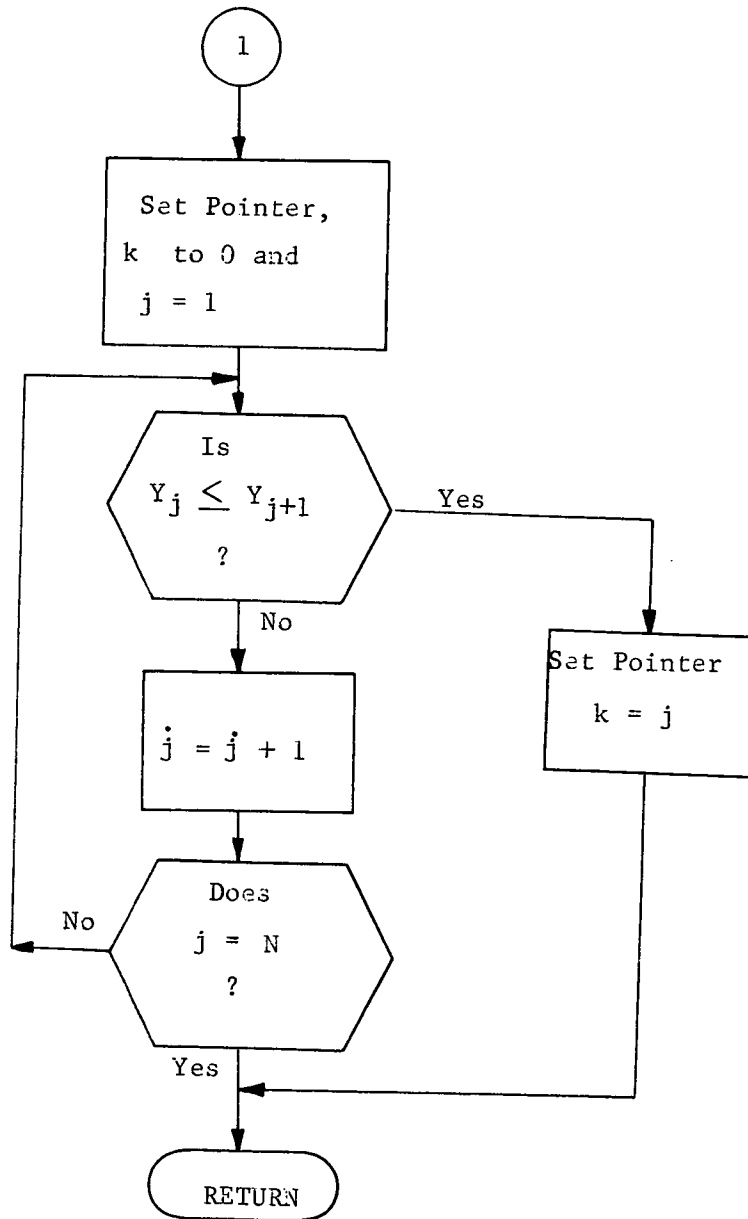 1
Set Pointer,
k to 0 and
j = 1
Is
Y_j ≤ Y_{j+1}
?
Yes
No
Set Pointer
k = j
j = j + 1
Does
j = N
?
No
Yes
RETURN